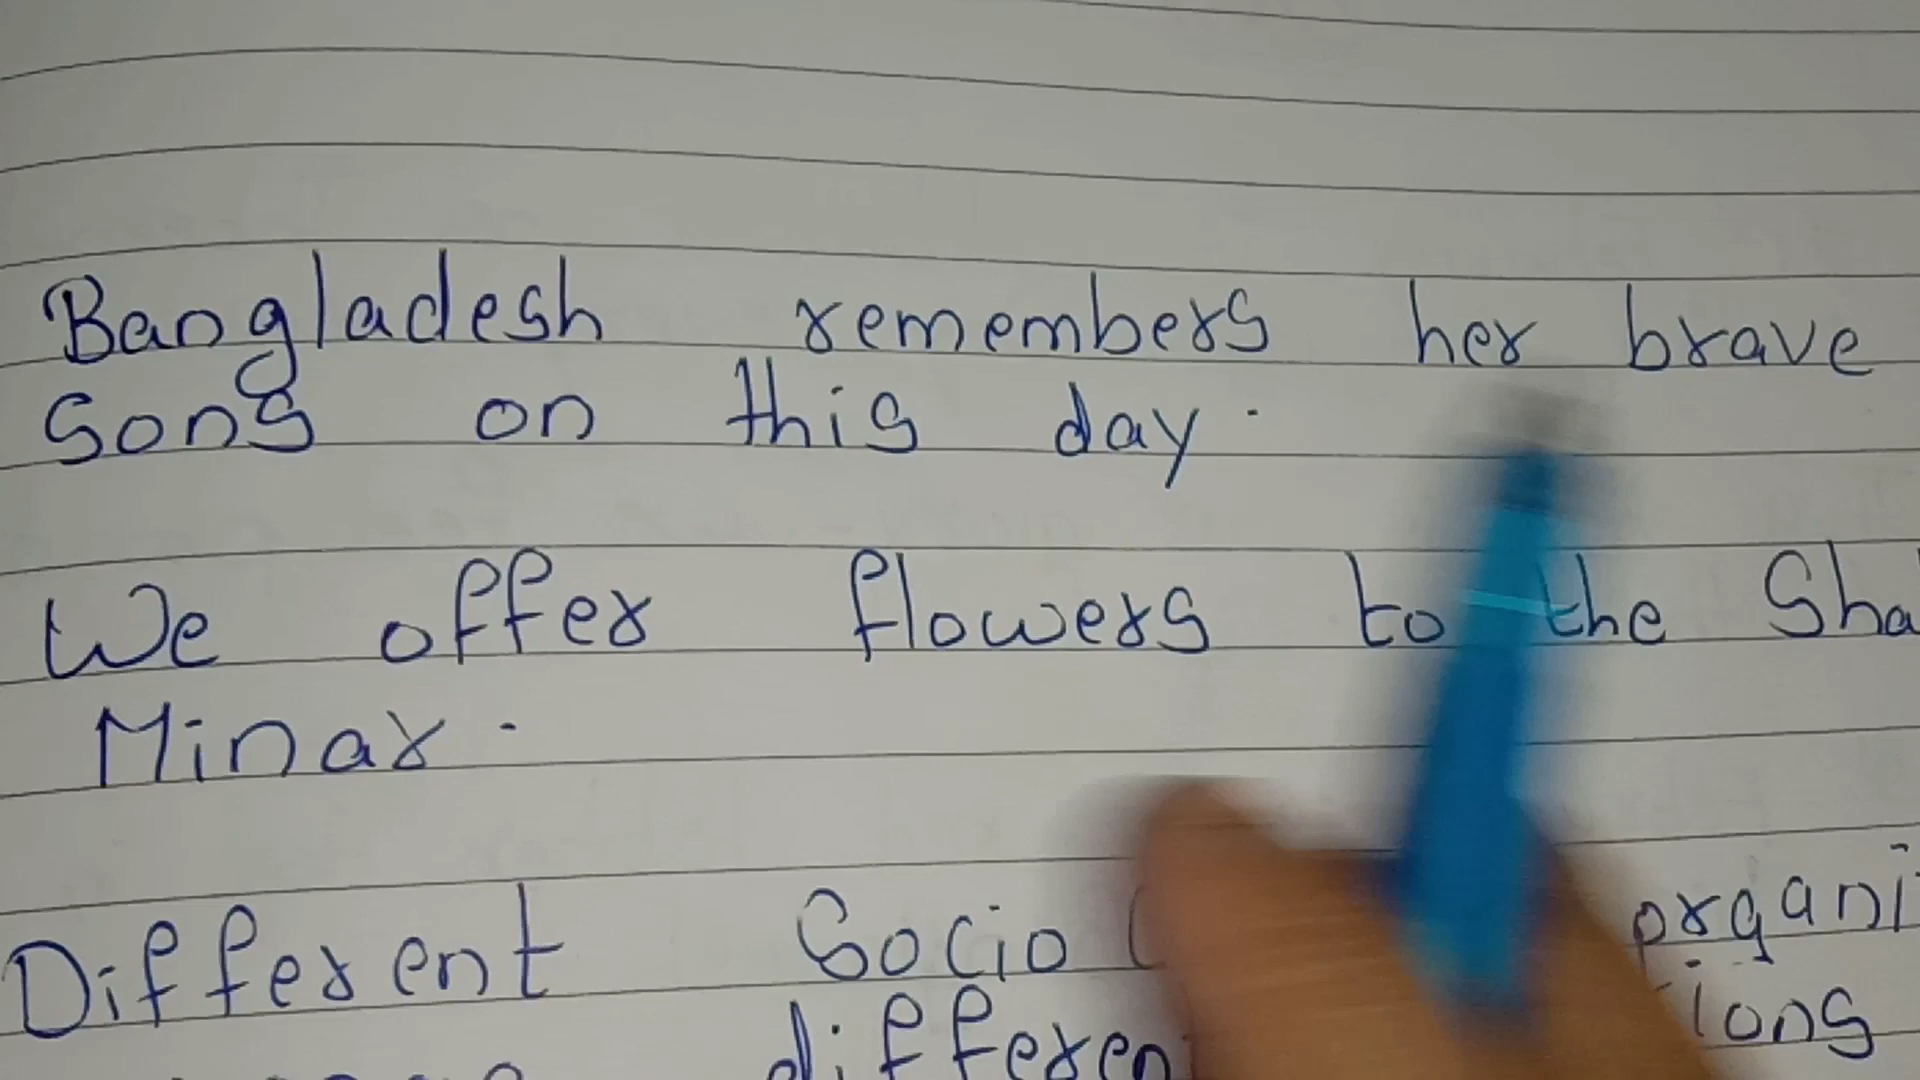 Bangladesh remembers her brave
Sons on this day.
We offer flowers to the Sha
Minar.
Different Socio organi
differen tions